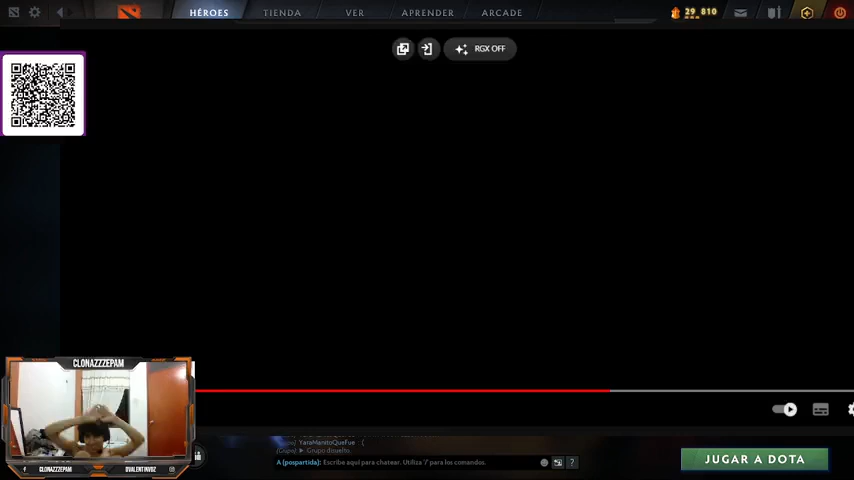 HÉROES TIENDA VER APRENDER ARCADE 29 810
RGX OFF
CLONAZZZEPAM
YaraManitoQueFue : (
(Grupo) Grupo disuelto
A (pospartida): Escribe aquí para chatear. Utiliza '/' para los comandos. ?
JUGAR A DOTA
CLONAZZZEPAM